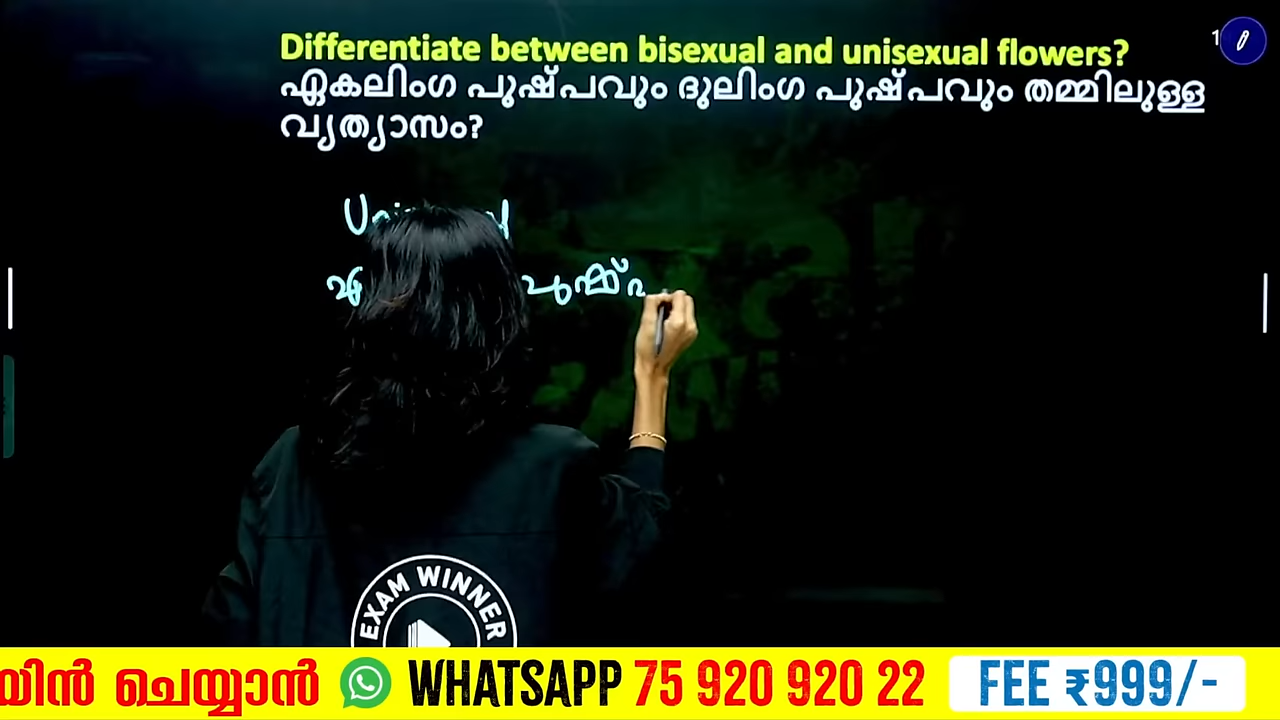 Differentiate between bisexual and unisexual flowers?
1
ഏകലിംഗ പുഷ്പവും ദ്വിലിംഗ പുഷ്പവും തമ്മിലുള്ള
വ്യത്യാസം?
EXAM WINNER
യിൻ ചെയ്യാൻ WHATSAPP 75 920 920 22 FEE ₹999/-